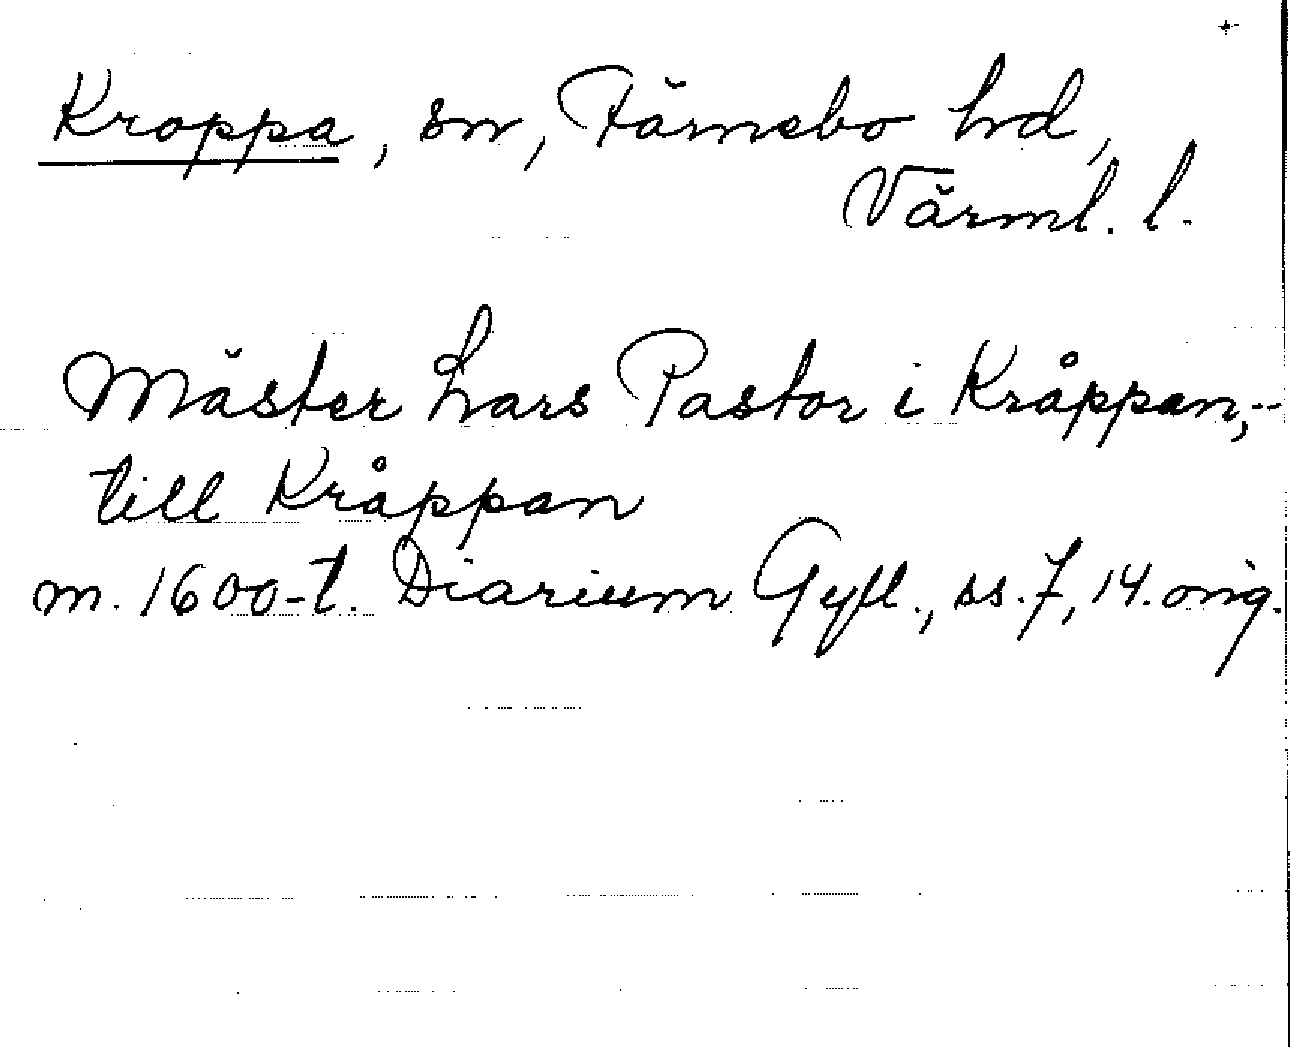 Kroppa, sn, Färnebo hd,
Värml. l.
Mäster Lars Pastor i Kråppan,--
till Kråppan
m. 1600-t. Diarium Gyll., ss. 7, 14. orig.